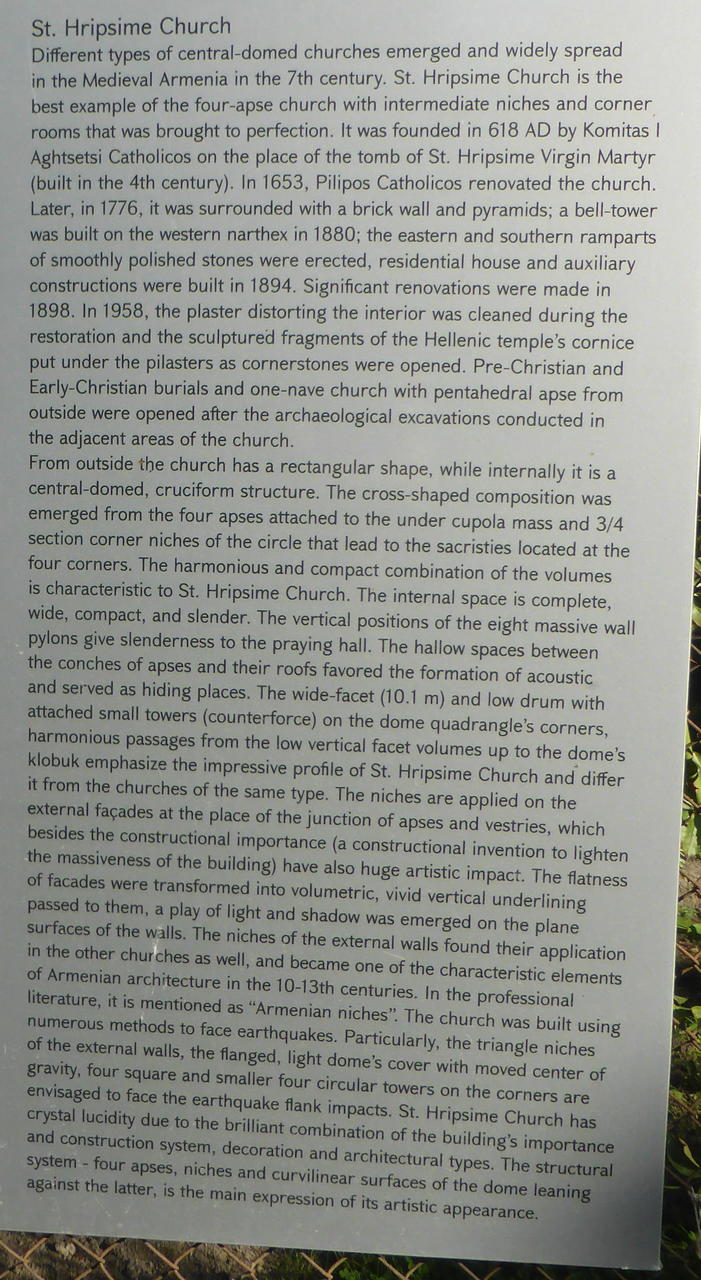 St. Hripsime Church
Different types of central-domed churches emerged and widely spread
in the Medieval Armenia in the 7th century. St. Hripsime Church is the
best example of the four-apse church with intermediate niches and corner
rooms that was brought to perfection. It was founded in 618 AD by Komitas I
Aghtsetsi Catholicos on the place of the tomb of St. Hripsime Virgin Martyr
(built in the 4th century). In 1653, Pilipos Catholicos renovated the church.
Later, in 1776, it was surrounded with a brick wall and pyramids; a bell-tower
was built on the western narthex in 1880; the eastern and southern ramparts
of smoothly polished stones were erected, residential house and auxiliary
constructions were built in 1894. Significant renovations were made in
1898. In 1958, the plaster distorting the interior was cleaned during the
restoration and the sculptured fragments of the Hellenic temple's cornice
put under the pilasters as cornerstones were opened. Pre-Christian and
Early-Christian burials and one-nave church with pentahedral apse from
outside were opened after the archaeological excavations conducted in
the adjacent areas of the church.
From outside the church has a rectangular shape, while internally it is a
central-domed, cruciform structure. The cross-shaped composition was
emerged from the four apses attached to the under cupola mass and 3/4
section corner niches of the circle that lead to the sacristies located at the
four corners. The harmonious and compact combination of the volumes
is characteristic to St. Hripsime Church. The internal space is complete,
wide, compact, and slender. The vertical positions of the eight massive wall
pylons give slenderness to the praying hall. The hallow spaces between
the conches of apses and their roofs favored the formation of acoustic
and served as hiding places. The wide-facet (10.1 m) and low drum with
attached small towers (counterforce) on the dome quadrangle's corners,
harmonious passages from the low vertical facet volumes up to the dome's
klobuk emphasize the impressive profile of St. Hripsime Church and differ
it from the churches of the same type. The niches are applied on the
external façades at the place of the junction of apses and vestries, which
besides the constructional importance (a constructional invention to lighten
the massiveness of the building) have also huge artistic impact. The flatness
of facades were transformed into volumetric, vivid vertical underlining
passed to them, a play of light and shadow was emerged on the plane
surfaces of the walls. The niches of the external walls found their application
in the other churches as well, and became one of the characteristic elements
of Armenian architecture in the 10-13th centuries. In the professional
literature, it is mentioned as “Armenian niches”. The church was built using
numerous methods to face earthquakes. Particularly, the triangle niches
of the external walls, the flanged, light dome's cover with moved center of
gravity, four square and smaller four circular towers on the corners are
envisaged to face the earthquake flank impacts. St. Hripsime Church has
crystal lucidity due to the brilliant combination of the building's importance
and construction system, decoration and architectural types. The structural
system - four apses, niches and curvilinear surfaces of the dome leaning
against the latter, is the main expression of its artistic appearance.